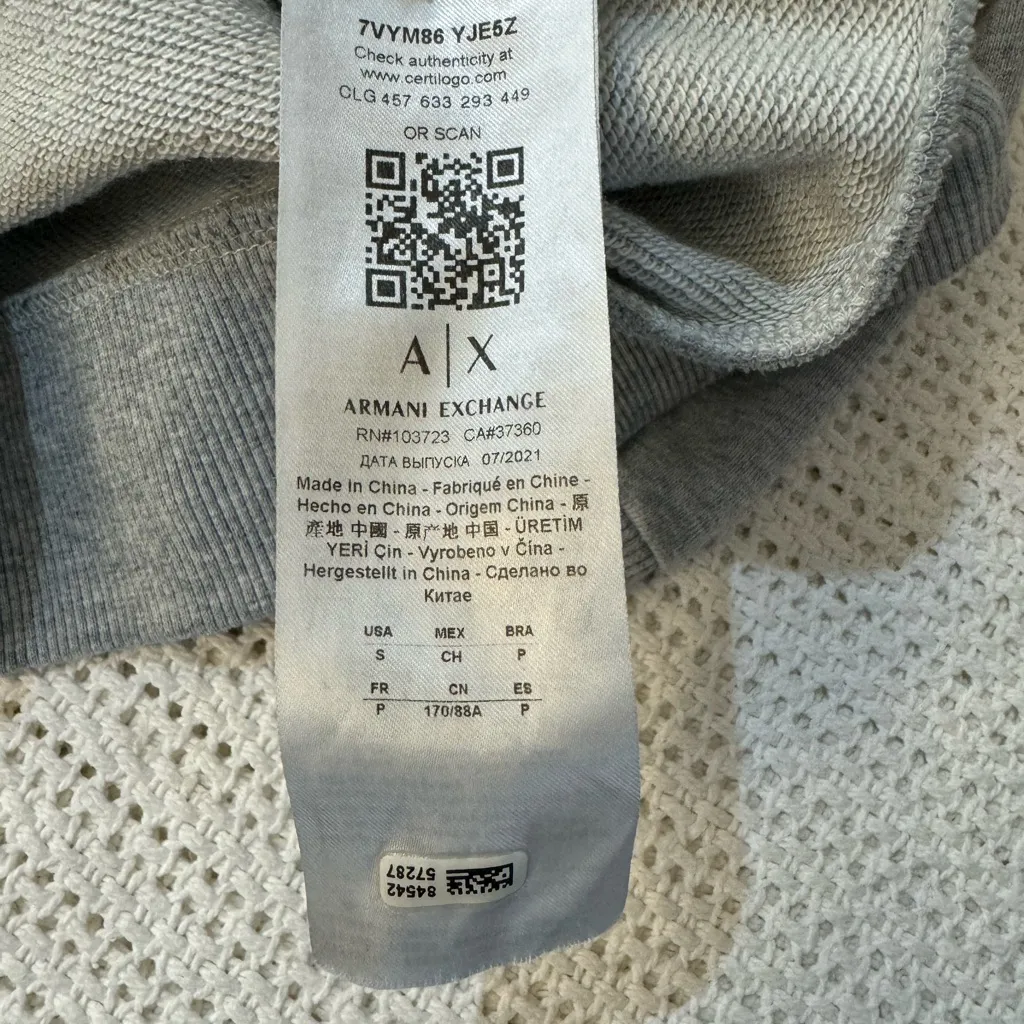 7VYM86 YJE5Z
Check authenticity at
www.certilogo.com
CLG 457 633 293 449
OR SCAN
A|X
ARMANI EXCHANGE
RN#103723 CA#37360
ДАТА ВЫПУСКА 07/2021
Made in China - Fabriqué en Chine -
Hecho en China - Origem China - 原
產地 中國 - 原产地 中国 - ÜRETİM
YERİ Çin - Vyrobeno v Čína -
Hergestellt in China - Сделано во
Китае
USA MEX BRA
S CH P
FR CN ES
P 170/88A P
84542
57287